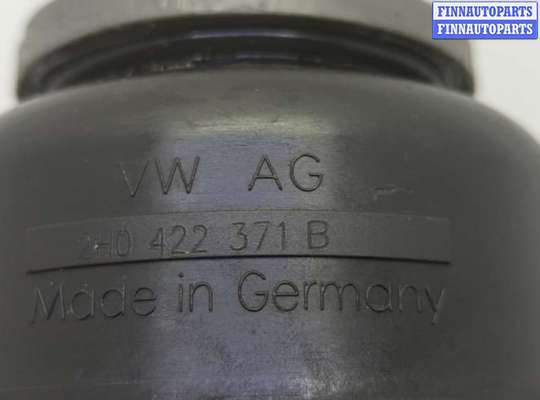 FINNAUTOPARTS
FINNAUTOPARTS
VW AG
2H0 422 371 B
Made in Germany